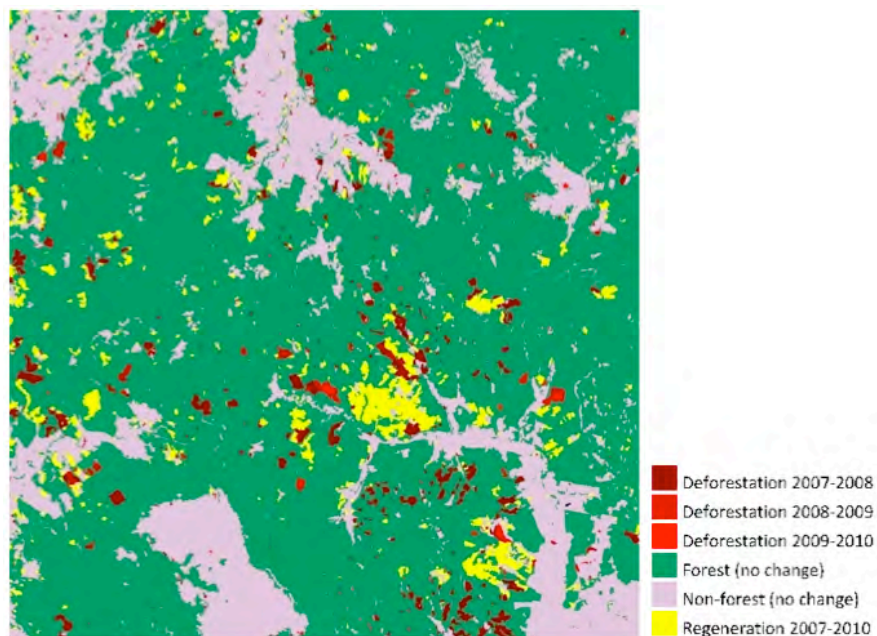 Deforestation 2007-2008
Deforestation 2008-2009
Deforestation 2009-2010
Forest (no change)
Non-forest (no change)
Regeneration 2007-2010